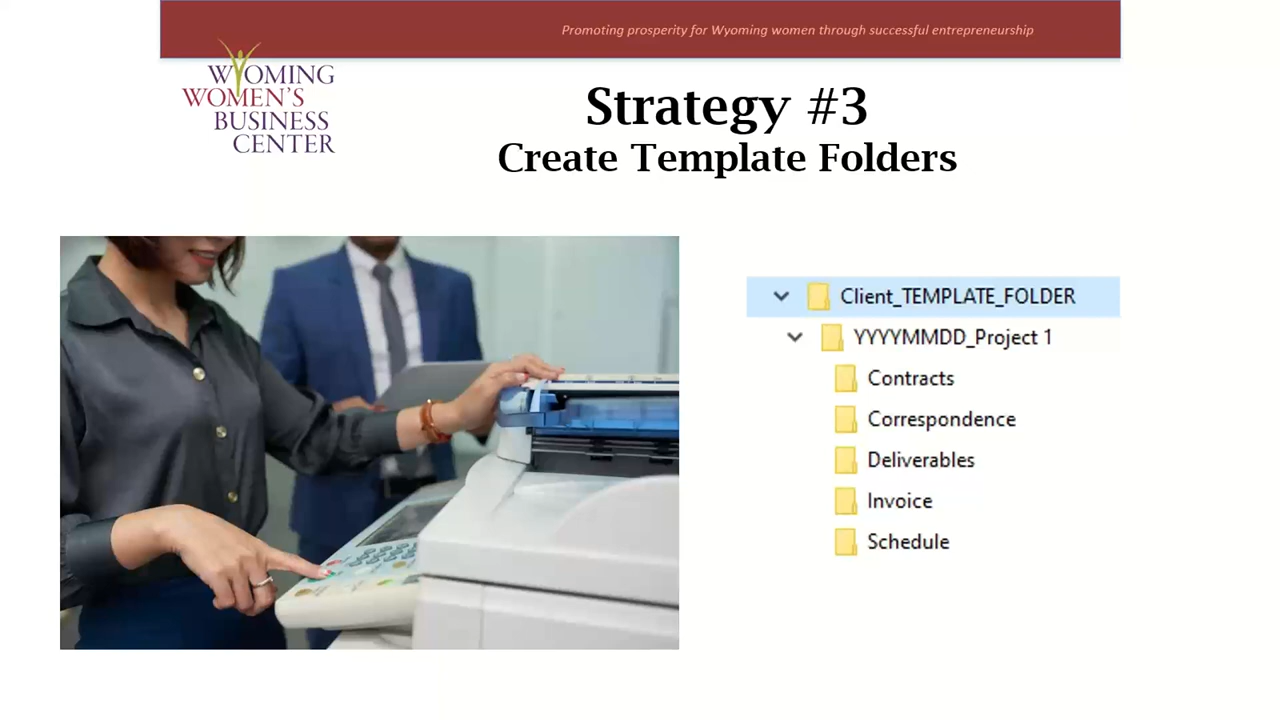 Promoting prosperity for Wyoming women through successful entrepreneurship
WYOMING
WOMEN'S
BUSINESS
CENTER
Strategy #3
Create Template Folders
Client_TEMPLATE_FOLDER
YYYYMMDD_Project 1
Contracts
Correspondence
Deliverables
Invoice
Schedule